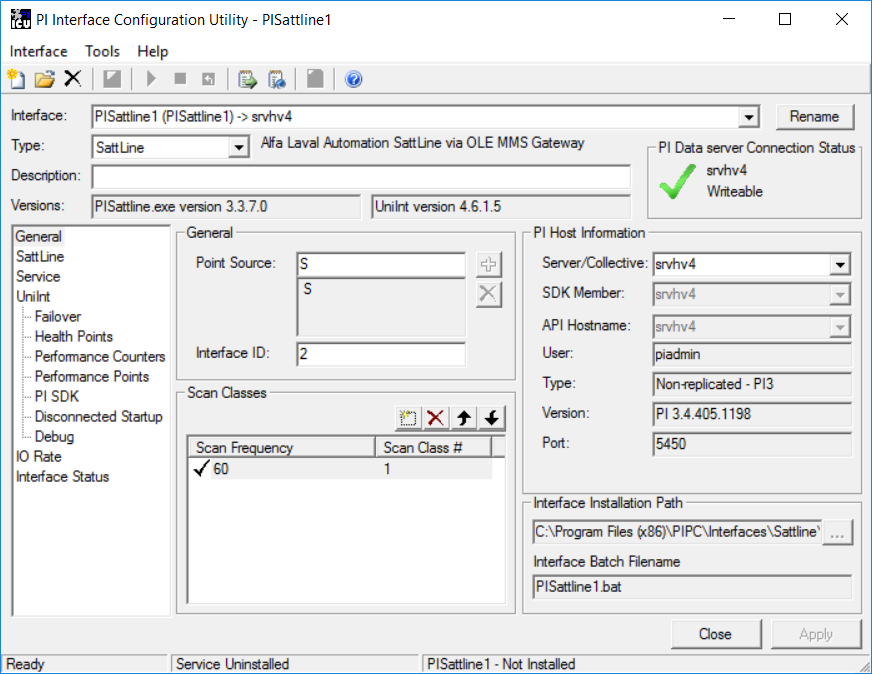 PI Interface Configuration Utility - PISattline1
Interface Tools Help
Interface: PISattline1 (PISattline1) -> srvhv4 Rename
Type: SattLine Alfa Laval Automation SattLine via OLE MMS Gateway
Description:
Versions: PISattline.exe version 3.3.7.0 UniInt version 4.6.1.5
PI Data server Connection Status
srvhv4
Writeable
General
SattLine
Service
UniInt
Failover
Health Points
Performance Counters
Performance Points
PI SDK
Disconnected Startup
Debug
IO Rate
Interface Status
General
Point Source: S
S
Interface ID: 2
Scan Classes
Scan Frequency Scan Class #
60 1
PI Host Information
Server/Collective: srvhv4
SDK Member: srvhv4
API Hostname: srvhv4
User: piadmin
Type: Non-replicated - PI3
Version: PI 3.4.405.1198
Port: 5450
Interface Installation Path
C:\Program Files (x86)\PIPC\Interfaces\Sattline\ ...
Interface Batch Filename
PISattline1.bat
Close Apply
Ready Service Uninstalled PISattline1 - Not Installed